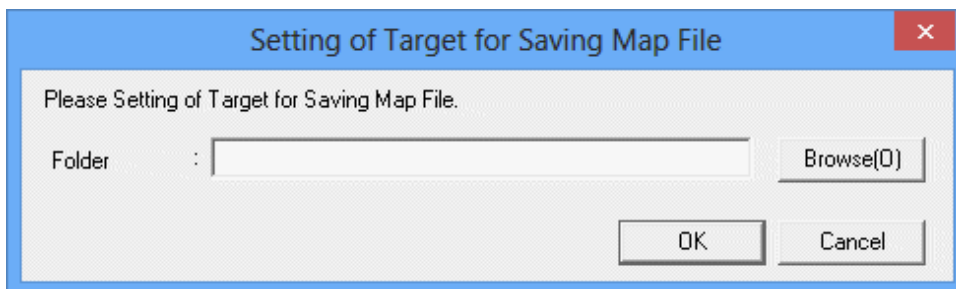 Setting of Target for Saving Map File
Please Setting of Target for Saving Map File.
Folder : Browse(O)
OK Cancel